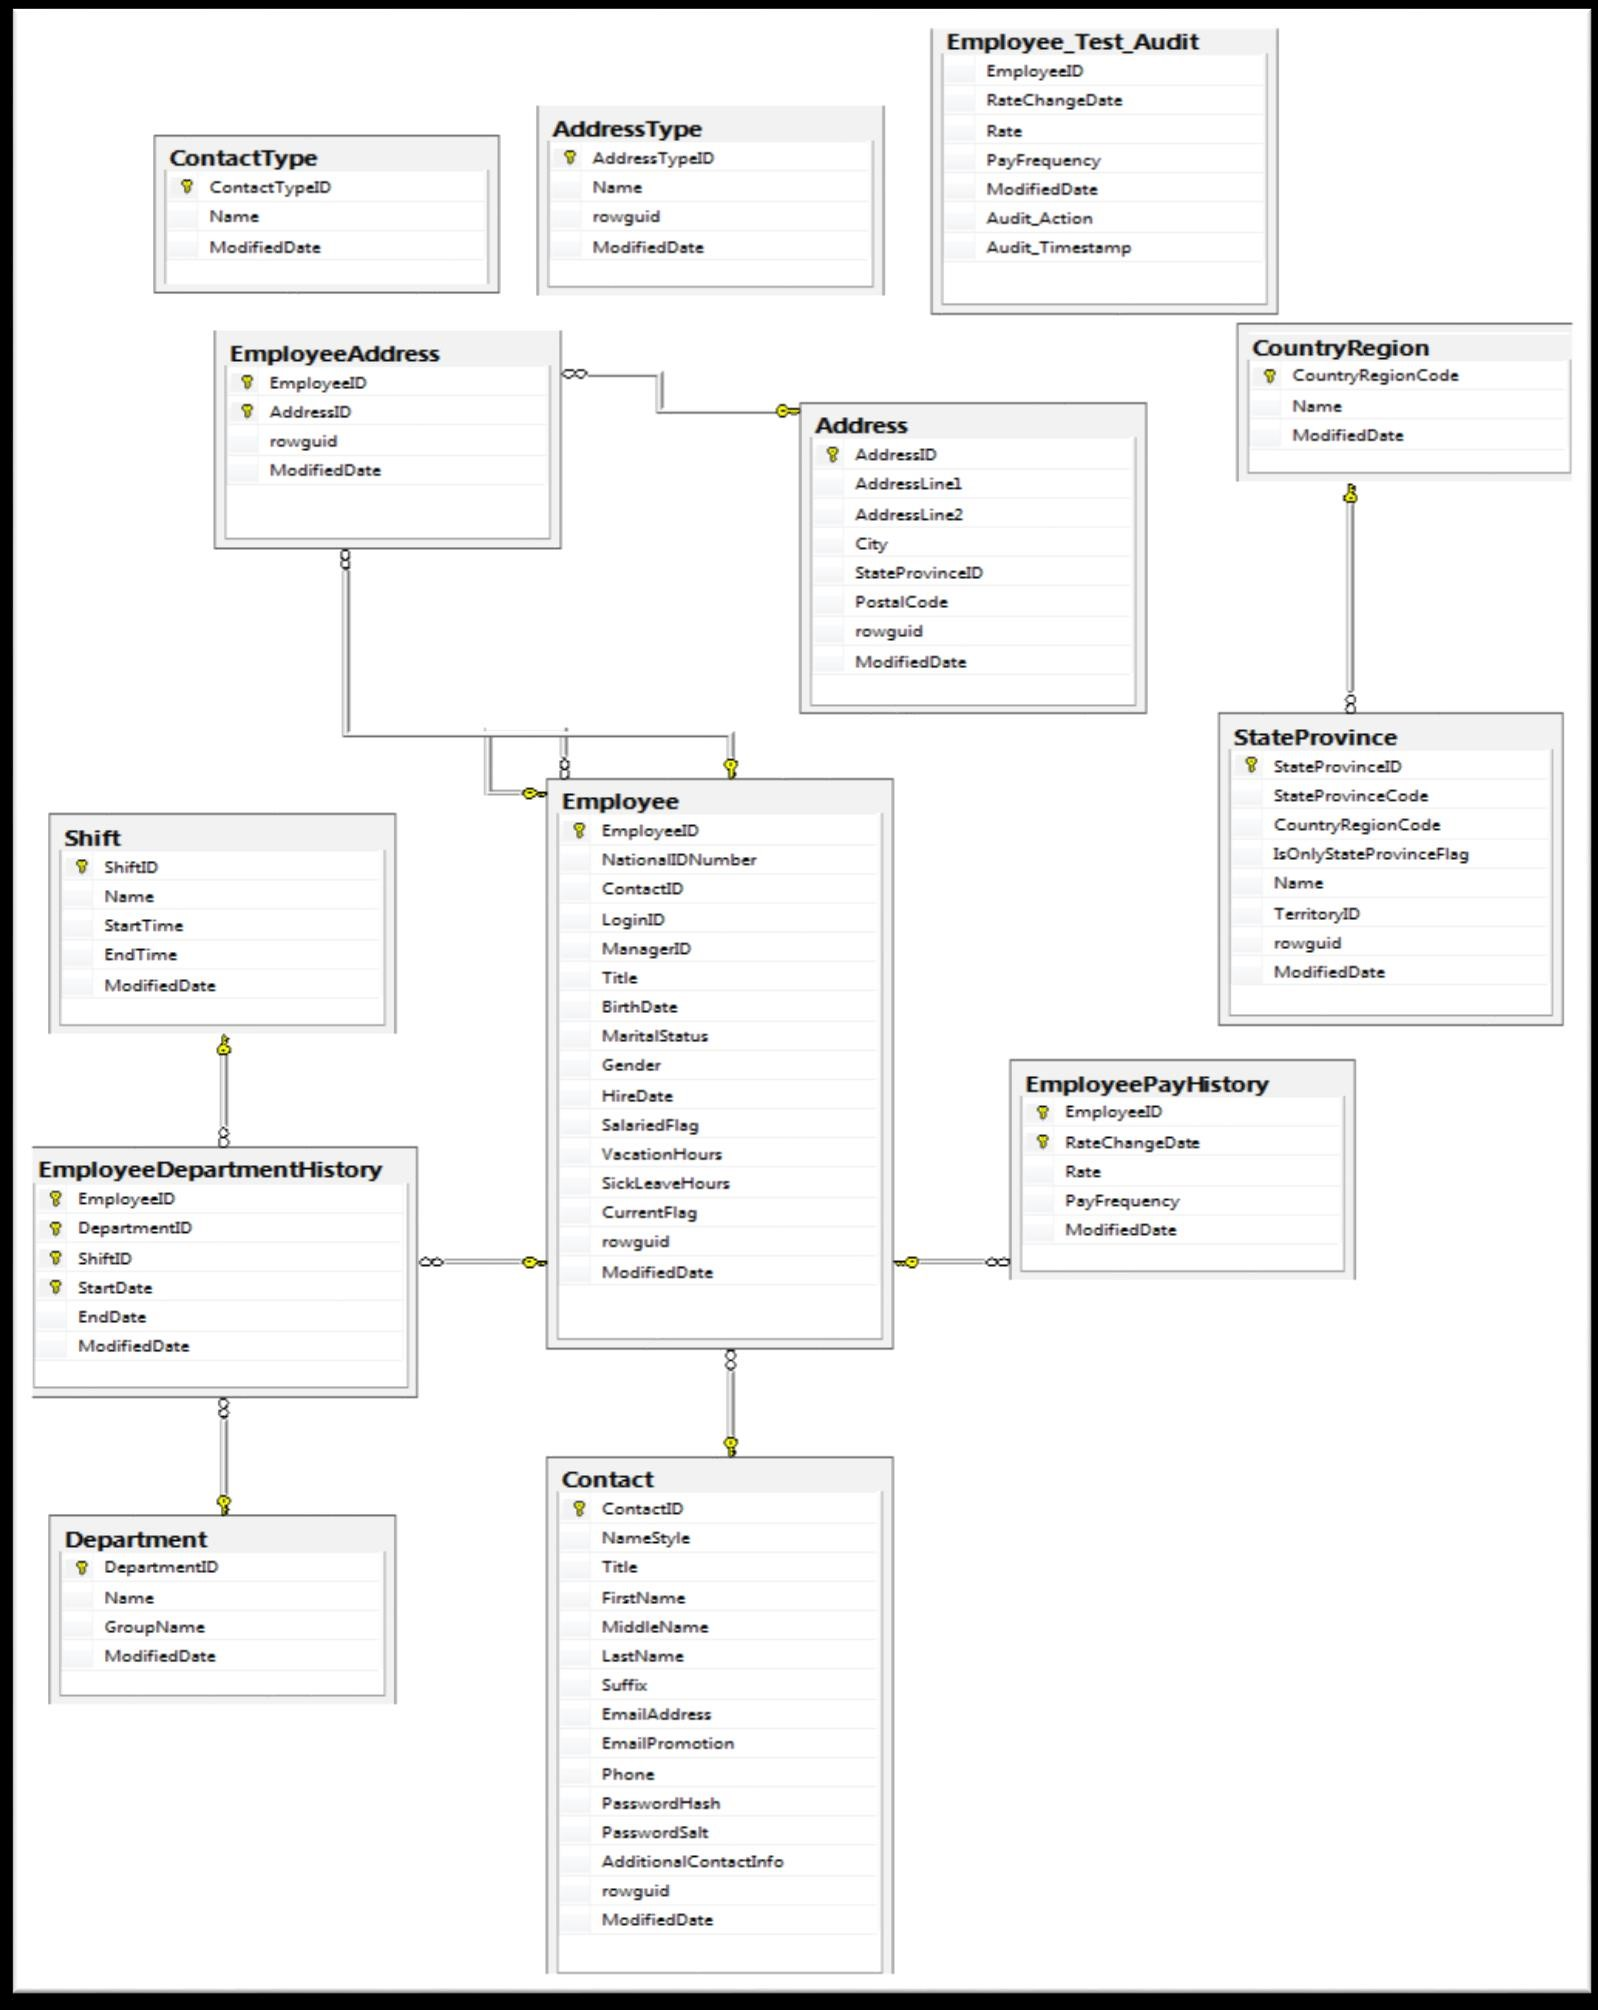 Employee_Test_Audit
EmployeeID
RateChangeDate
Rate
PayFrequency
ModifiedDate
Audit_Action
Audit_Timestamp
AddressType
AddressTypeID
Name
rowguid
ModifiedDate
ContactType
ContactTypeID
Name
ModifiedDate
EmployeeAddress
EmployeeID
AddressID
rowguid
ModifiedDate
CountryRegion
CountryRegionCode
Name
ModifiedDate
Address
AddressID
AddressLine1
AddressLine2
City
StateProvinceID
PostalCode
rowguid
ModifiedDate
StateProvince
StateProvinceID
StateProvinceCode
CountryRegionCode
IsOnlyStateProvinceFlag
Name
TerritoryID
rowguid
ModifiedDate
Employee
EmployeeID
NationalIDNumber
ContactID
LoginID
ManagerID
Title
BirthDate
MaritalStatus
Gender
HireDate
SalariedFlag
VacationHours
SickLeaveHours
CurrentFlag
rowguid
ModifiedDate
Shift
ShiftID
Name
StartTime
EndTime
ModifiedDate
EmployeePayHistory
EmployeeID
RateChangeDate
Rate
PayFrequency
ModifiedDate
EmployeeDepartmentHistory
EmployeeID
DepartmentID
ShiftID
StartDate
EndDate
ModifiedDate
Contact
ContactID
NameStyle
Title
FirstName
MiddleName
LastName
Suffix
EmailAddress
EmailPromotion
Phone
PasswordHash
PasswordSalt
AdditionalContactInfo
rowguid
ModifiedDate
Department
DepartmentID
Name
GroupName
ModifiedDate